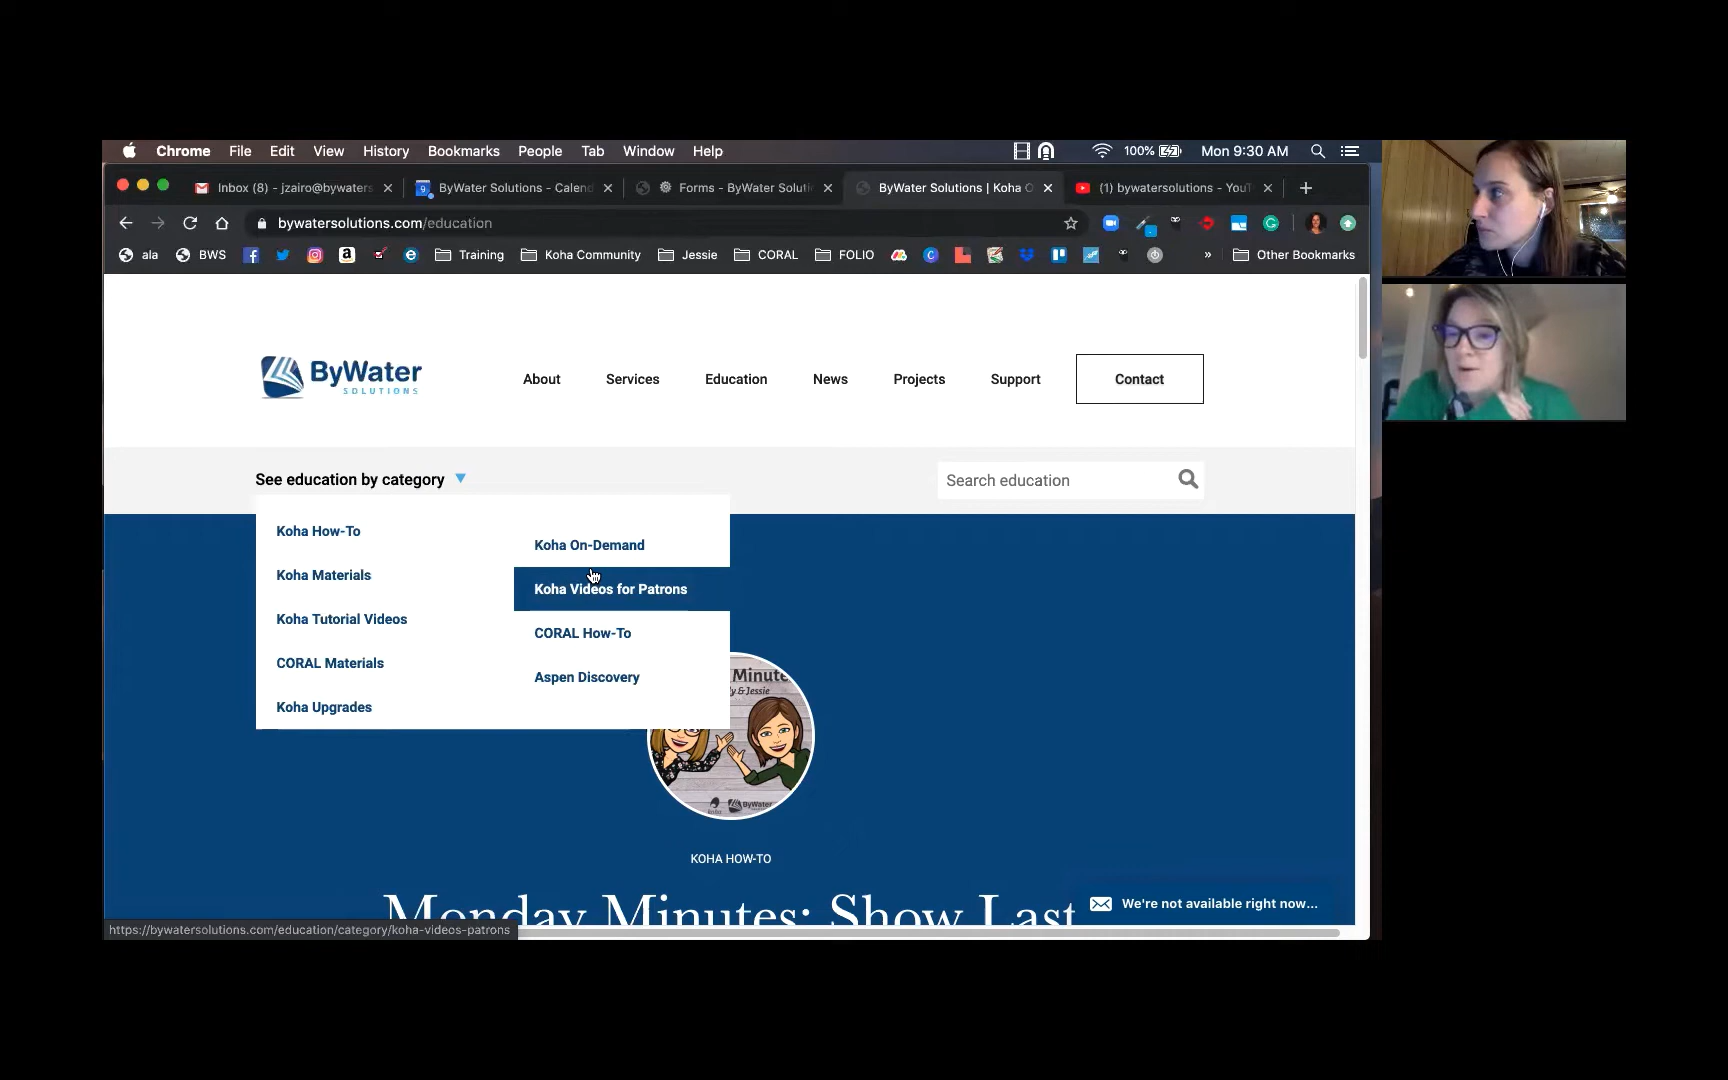 Chrome File Edit View History Bookmarks People Tab Window Help 100% Mon 9:30 AM
Inbox (8) - jzairo@bywaters ByWater Solutions - Calend Forms - ByWater Soluti ByWater Solutions | Koha O (1) bywatersolutions - YouT
bywatersolutions.com/education
ala BWS Training Koha Community Jessie CORAL FOLIO » Other Bookmarks
ByWater
SOLUTIONS
About Services Education News Projects Support Contact
See education by category
Search education
Koha How-To
Koha Materials
Koha Tutorial Videos
CORAL Materials
Koha Upgrades
Koha On-Demand
Koha Videos for Patrons
CORAL How-To
Aspen Discovery
Minute
y & Jessie
koha ByWater
KOHA HOW-TO
Monday Minutes: Show Last
We're not available right now...
https://bywatersolutions.com/education/category/koha-videos-patrons